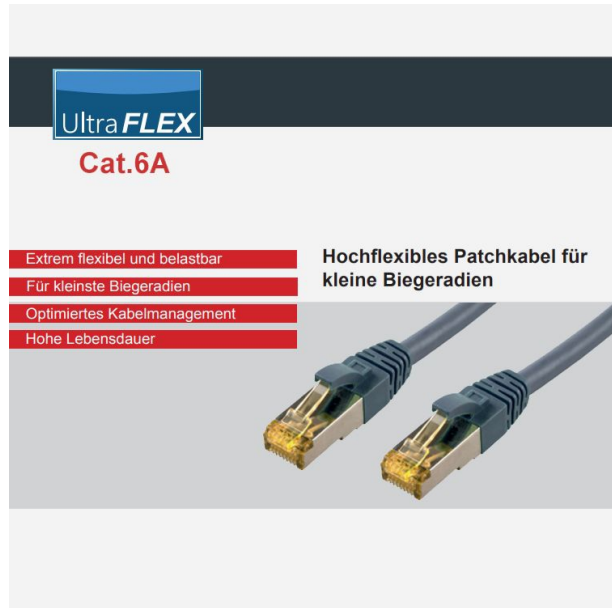 Ultra FLEX
Cat.6A
Extrem flexibel und belastbar
Für kleinste Biegeradien
Optimiertes Kabelmanagement
Hohe Lebensdauer
Hochflexibles Patchkabel für
kleine Biegeradien